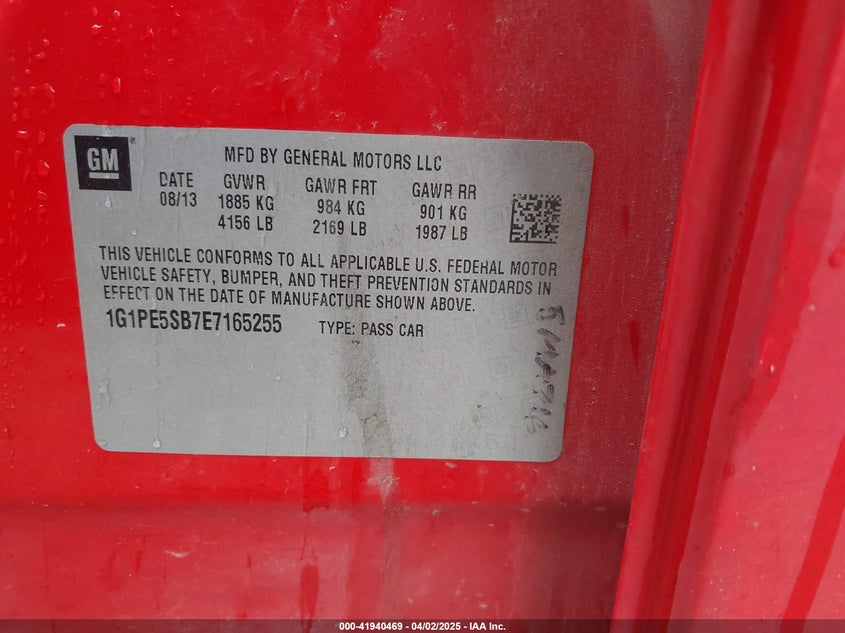 GM
MFD BY GENERAL MOTORS LLC
DATE GVWR GAWR FRT GAWR RR
08/13 1885 KG 984 KG 901 KG
4156 LB 2169 LB 1987 LB
THIS VEHICLE CONFORMS TO ALL APPLICABLE U.S. FEDERAL MOTOR
VEHICLE SAFETY, BUMPER, AND THEFT PREVENTION STANDARDS IN
EFFECT ON THE DATE OF MANUFACTURE SHOWN ABOVE.
1G1PE5SB7E7165255 TYPE: PASS CAR
000-41940469 - 04/02/2025 - IAA Inc.